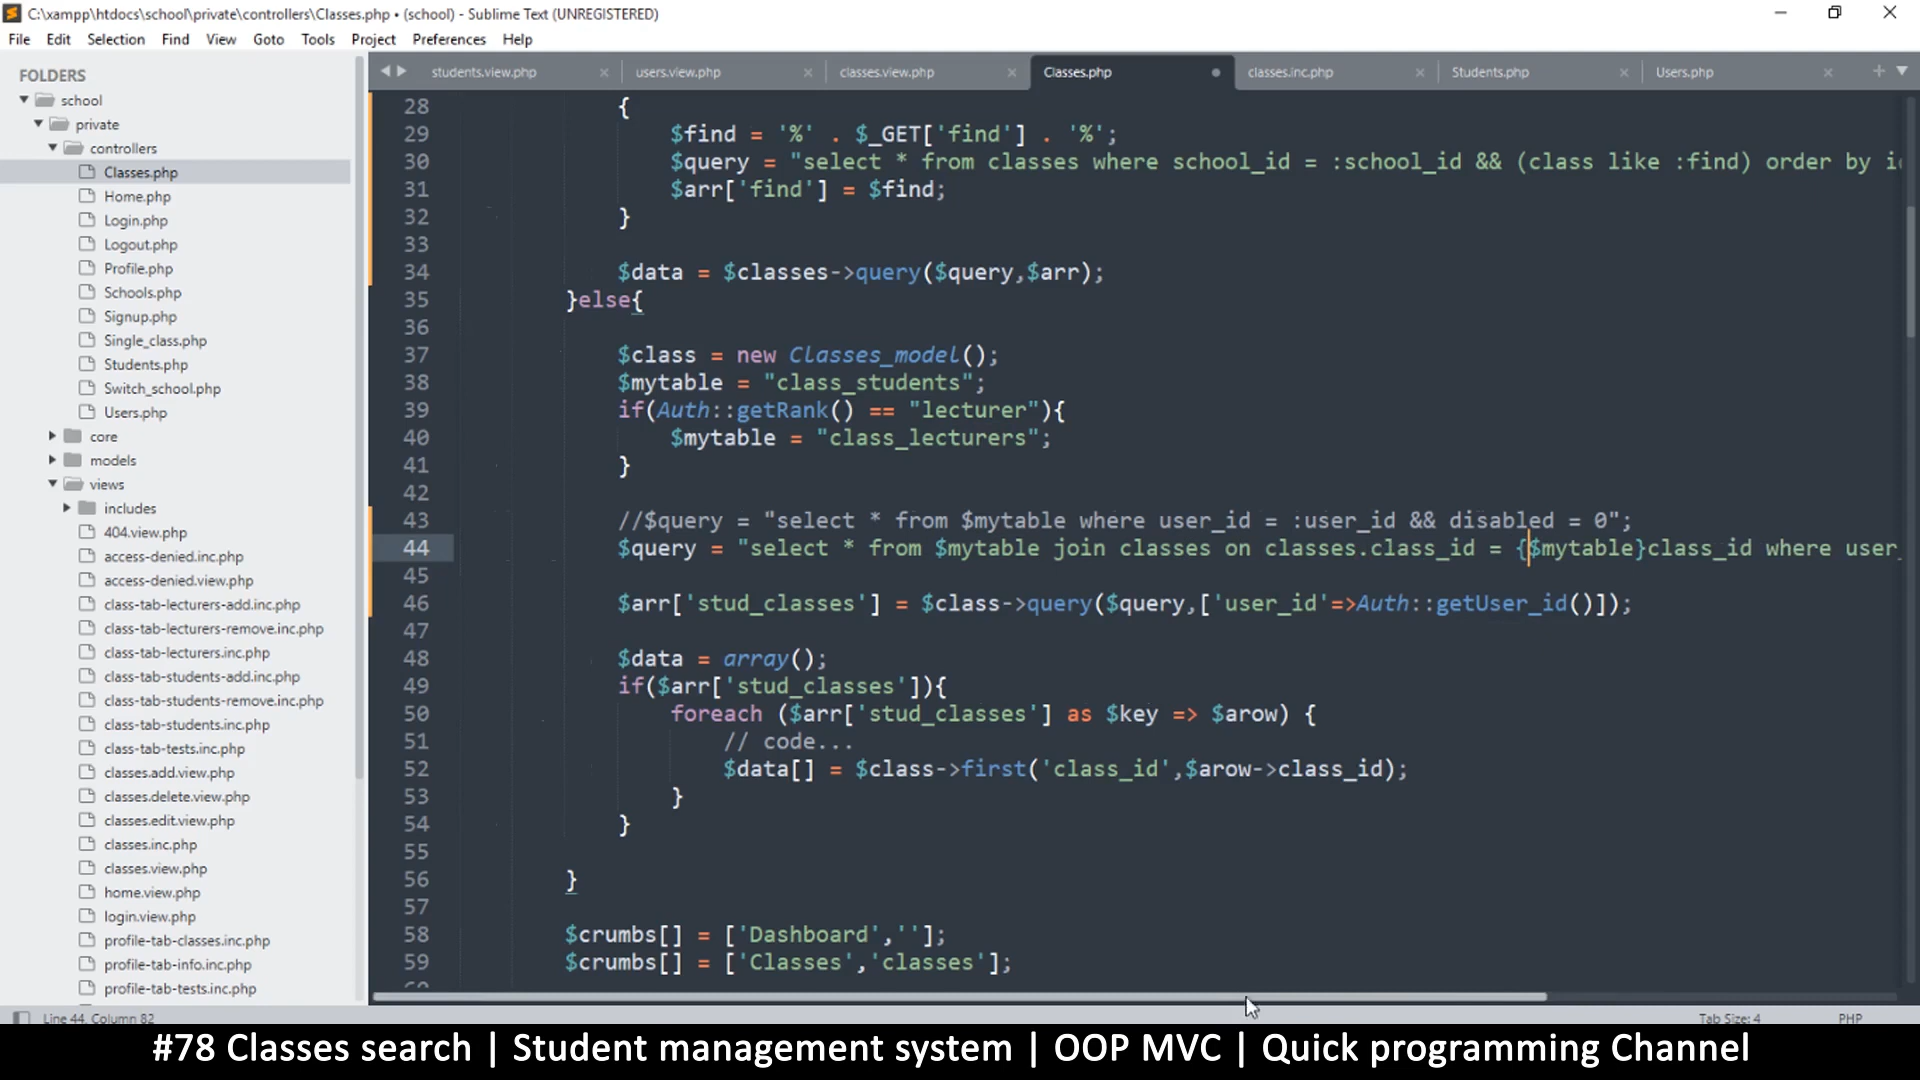 C:\xampp\htdocs\school\private\controllers\Classes.php • (school) - Sublime Text (UNREGISTERED)
File Edit Selection Find View Goto Tools Project Preferences Help
FOLDERS
school
private
controllers
Classes.php
Home.php
Login.php
Logout.php
Profile.php
Schools.php
Signup.php
Single_class.php
Students.php
Switch_school.php
Users.php
core
models
views
includes
404.view.php
access-denied.inc.php
access-denied.view.php
class-tab-lecturers-add.inc.php
class-tab-lecturers-remove.inc.php
class-tab-lecturers.inc.php
class-tab-students-add.inc.php
class-tab-students-remove.inc.php
class-tab-students.inc.php
class-tab-tests.inc.php
classes.add.view.php
classes.delete.view.php
classes.edit.view.php
classes.inc.php
classes.view.php
home.view.php
login.view.php
profile-tab-classes.inc.php
profile-tab-info.inc.php
profile-tab-tests.inc.php
students.view.php users.view.php classes.view.php Classes.php classes.inc.php Students.php Users.php
28 {
29 $find = '%' . $_GET['find'] . '%';
30 $query = "select * from classes where school_id = :school_id && (class like :find) order by i
31 $arr['find'] = $find;
32 }
33
34 $data = $classes->query($query,$arr);
35 }else{
36
37 $class = new Classes_model();
38 $mytable = "class_students";
39 if(Auth::getRank() == "lecturer"){
40 $mytable = "class_lecturers";
41 }
42
43 //$query = "select * from $mytable where user_id = :user_id && disabled = 0";
44 $query = "select * from $mytable join classes on classes.class_id = {$mytable}class_id where user_
45
46 $arr['stud_classes'] = $class->query($query,['user_id'=>Auth::getUser_id()]);
47
48 $data = array();
49 if($arr['stud_classes']){
50 foreach ($arr['stud_classes'] as $key => $arow) {
51 // code...
52 $data[] = $class->first('class_id',$arow->class_id);
53 }
54 }
55
56 }
57
58 $crumbs[] = ['Dashboard',''];
59 $crumbs[] = ['Classes','classes'];
Line 44, Column 82 Tab Size: 4 PHP
#78 Classes search | Student management system | OOP MVC | Quick programming Channel